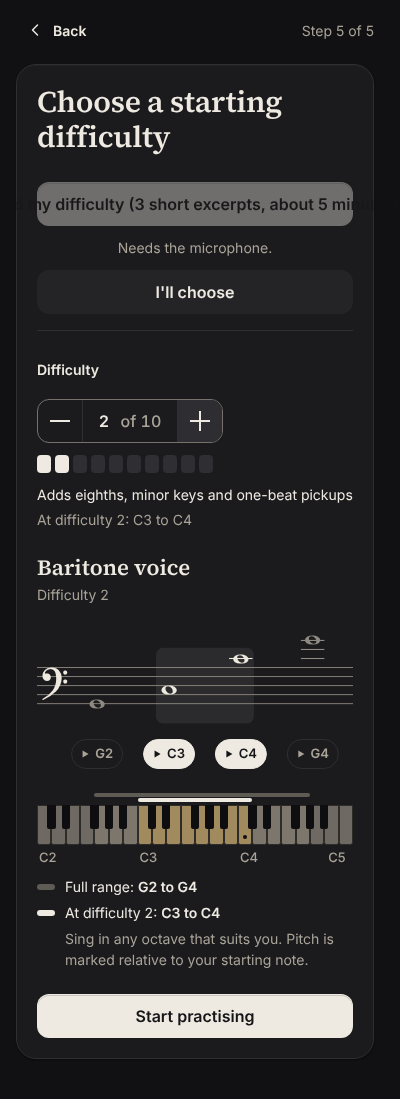 Back
Step 5 of 5
Choose a starting
difficulty
my difficulty (3 short excerpts, about 5
Needs the microphone.
I'll choose
Difficulty
2 of 10
Adds eighths, minor keys and one-beat pickups
At difficulty 2: C3 to C4
Baritone voice
Difficulty 2
G2 C3 C4 G4
C2 C3 C4 C5
Full range: G2 to G4
At difficulty 2: C3 to C4
Sing in any octave that suits you. Pitch is
marked relative to your starting note.
Start practising